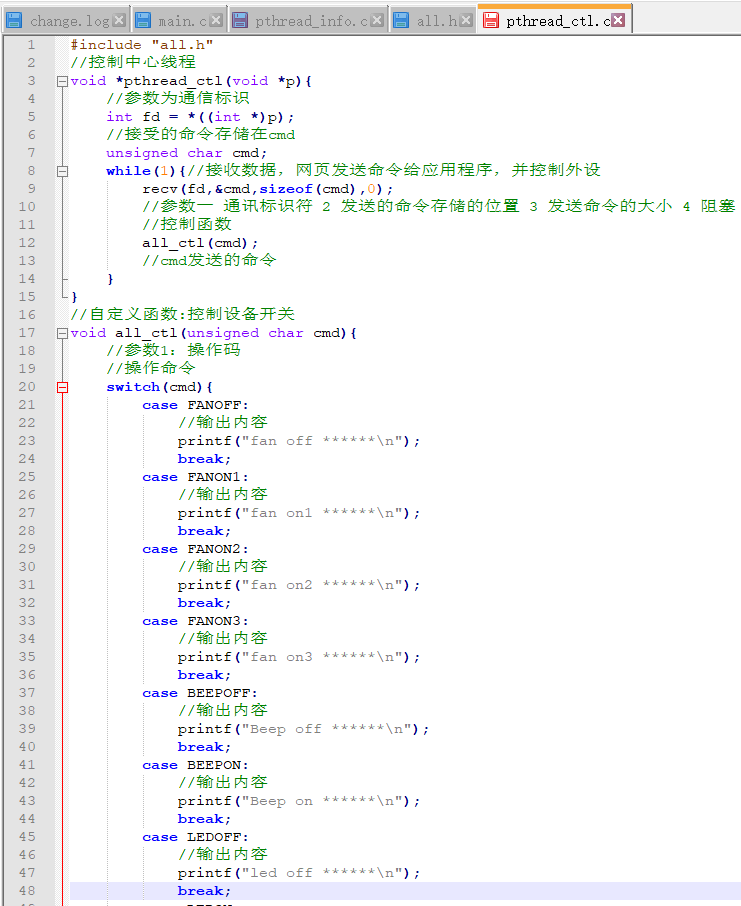 change.log main.c pthread_info.c all.h pthread_ctl.c
1 #include "all.h"
2 //控制中心线程
3 void *pthread_ctl(void *p){
4 //参数为通信标识
5 int fd = *((int *)p);
6 //接受的命令存储在cmd
7 unsigned char cmd;
8 while(1){//接收数据，网页发送命令给应用程序，并控制外设
9 recv(fd,&cmd,sizeof(cmd),0);
10 //参数一 通讯标识符 2 发送的命令存储的位置 3 发送命令的大小 4 阻塞
11 //控制函数
12 all_ctl(cmd);
13 //cmd发送的命令
14 }
15 }
16 //自定义函数:控制设备开关
17 void all_ctl(unsigned char cmd){
18 //参数1：操作码
19 //操作命令
20 switch(cmd){
21 case FANOFF:
22 //输出内容
23 printf("fan off ******\n");
24 break;
25 case FANON1:
26 //输出内容
27 printf("fan on1 ******\n");
28 break;
29 case FANON2:
30 //输出内容
31 printf("fan on2 ******\n");
32 break;
33 case FANON3:
34 //输出内容
35 printf("fan on3 ******\n");
36 break;
37 case BEEPOFF:
38 //输出内容
39 printf("Beep off ******\n");
40 break;
41 case BEEPON:
42 //输出内容
43 printf("Beep on ******\n");
44 break;
45 case LEDOFF:
46 //输出内容
47 printf("led off ******\n");
48 break;